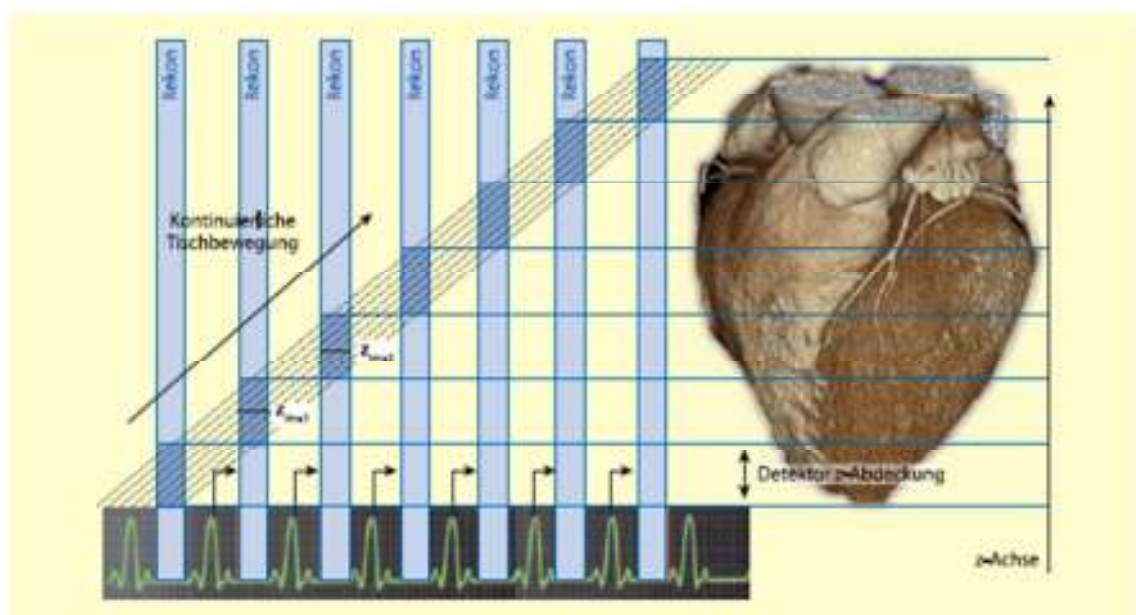 Rekon
Rekon
Rekon
Rekon
Rekon
Rekon
Kontinuierliche
Tischbewegung
Detektor z-Abdeckung
z-Achse